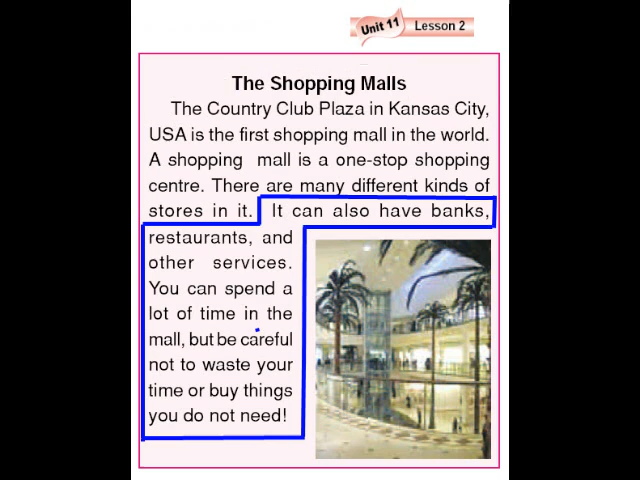 Unit 11 Lesson 2
The Shopping Malls
The Country Club Plaza in Kansas City,
USA is the first shopping mall in the world.
A shopping mall is a one-stop shopping
centre. There are many different kinds of
stores in it. It can also have banks,
restaurants, and
other services.
You can spend a
lot of time in the
mall, but be careful
not to waste your
time or buy things
you do not need!